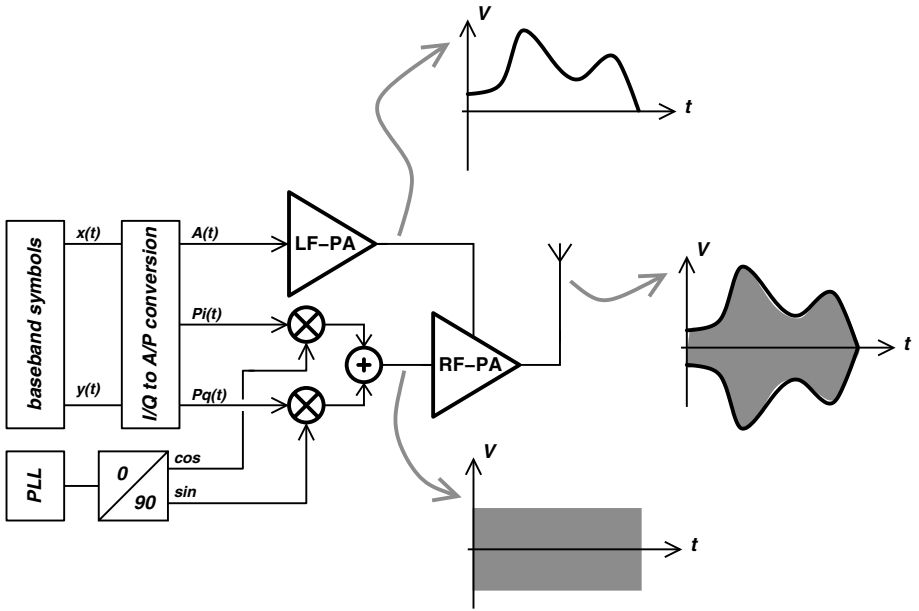 V
t
baseband symbols
x(t)
y(t)
I/Q to A/P conversion
A(t)
Pi(t)
Pq(t)
LF–PA
+
RF–PA
V
t
PLL
0
90
cos
sin
V
t